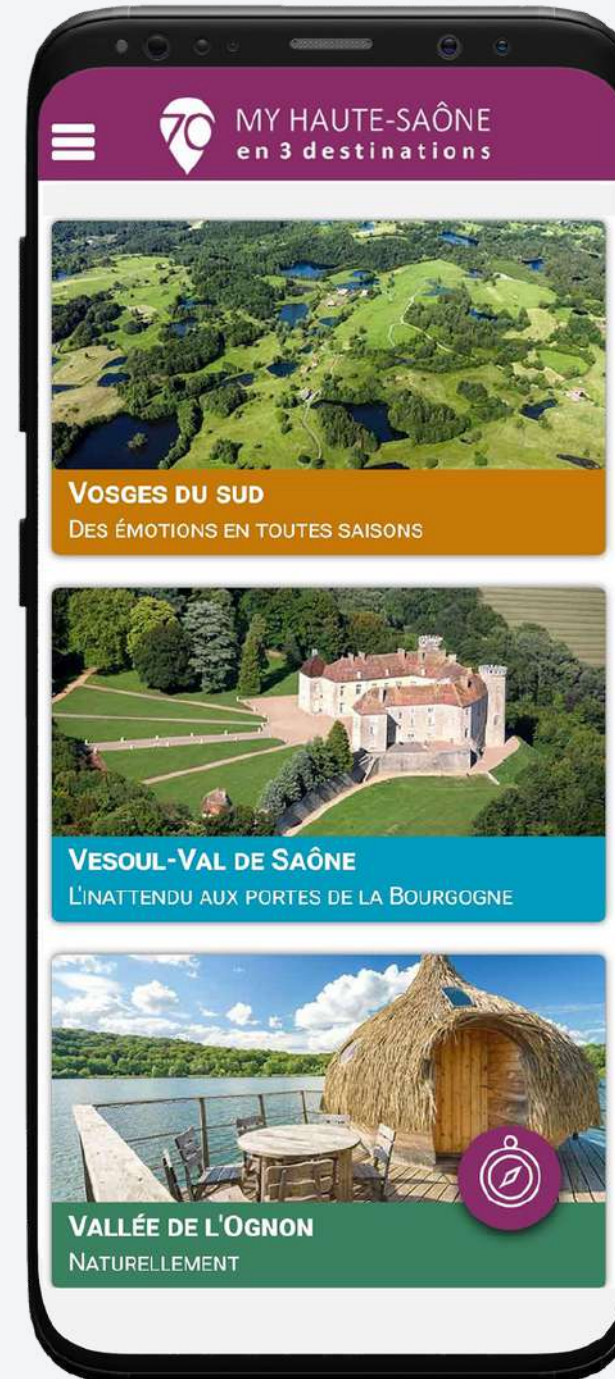 70 MY HAUTE-SAÔNE
en 3 destinations
VOSGES DU SUD
DES ÉMOTIONS EN TOUTES SAISONS
VESOUL-VAL DE SAÔNE
L'INATTENDU AUX PORTES DE LA BOURGOGNE
VALLÉE DE L'OGNON
NATURELLEMENT